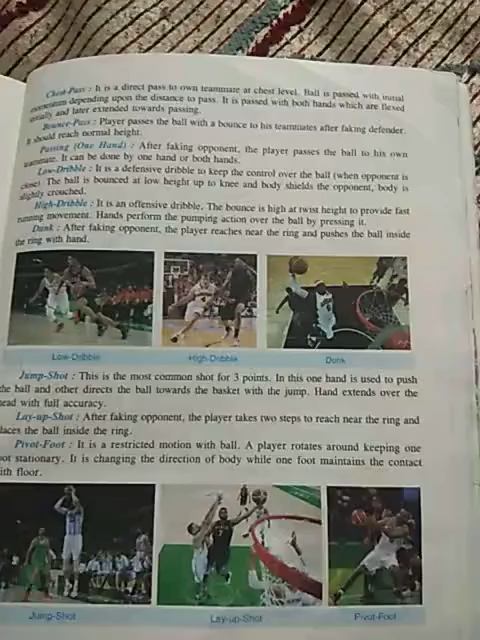 Chest-Pass : It is a direct pass to own teammate at chest level. Ball is passed with initial
momentum depending upon the distance to pass. It is passed with both hands which are flexed
initially and later extended towards passing.
Bounce-Pass : Player passes the ball with a bounce to his teammates after faking defender.
It should reach normal height.
Passing (One Hand) : After faking opponent, the player passes the ball to his own
teammate. It can be done by one hand or both hands.
Low-Dribble : It is a defensive dribble to keep the control over the ball (when opponent is
close) The ball is bounced at low height up to knee and body shields the opponent, body is
slightly crouched.
High-Dribble : It is an offensive dribble. The bounce is high at twist height to provide fast
running movement. Hands perform the pumping action over the ball by pressing it.
Dunk : After faking opponent, the player reaches near the ring and pushes the ball inside
the ring with hand.
Low-Dribble High-Dribble Dunk
Jump-Shot : This is the most common shot for 3 points. In this one hand is used to push
the ball and other directs the ball towards the basket with the jump. Hand extends over the
head with full accuracy.
Lay-up-Shot : After faking opponent, the player takes two steps to reach near the ring and
laces the ball inside the ring.
Pivot-Foot : It is a restricted motion with ball. A player rotates around keeping one
oot stationary. It is changing the direction of body while one foot maintains the contact
ith floor.
Jump-Shot Lay-up-Shot Pivot-Foot